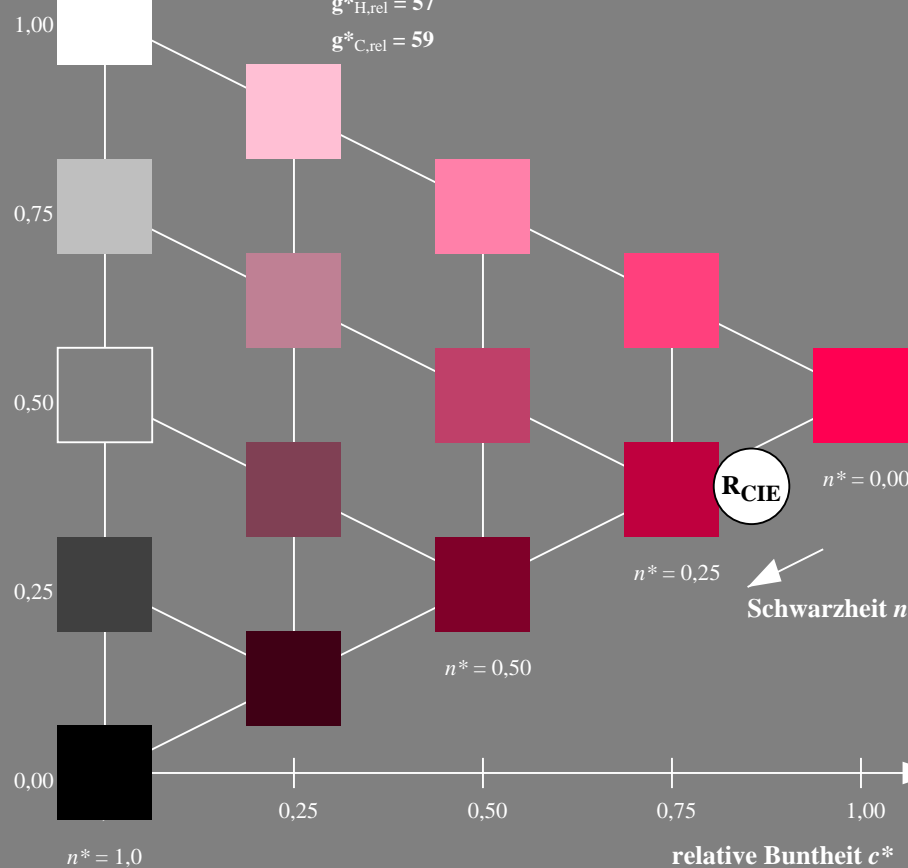 g*H,rel = 57
1,00
g*C,rel = 59
0,75
0,50
RCIE
n* = 0,00
n* = 0,25
0,25
Schwarzheit n
n* = 0,50
0,00
0,25
0,50
0,75
1,00
n* = 1,0
relative Buntheit c*